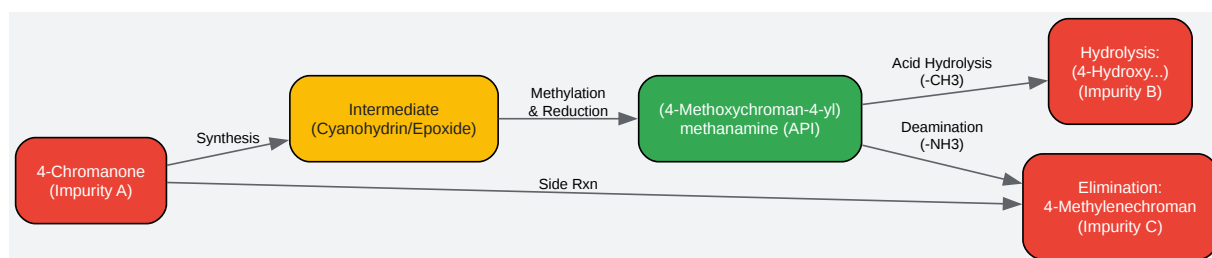 4-Chromanone
(Impurity A)
Synthesis
Intermediate
(Cyanohydrin/Epoxide)
Methylation
& Reduction
(4-Methoxychroman-4-yl)
methanamine (API)
Acid Hydrolysis
(-CH3)
Hydrolysis:
(4-Hydroxy...)
(Impurity B)
Deamination
(-NH3)
Side Rxn
Elimination:
4-Methylenechroman
(Impurity C)